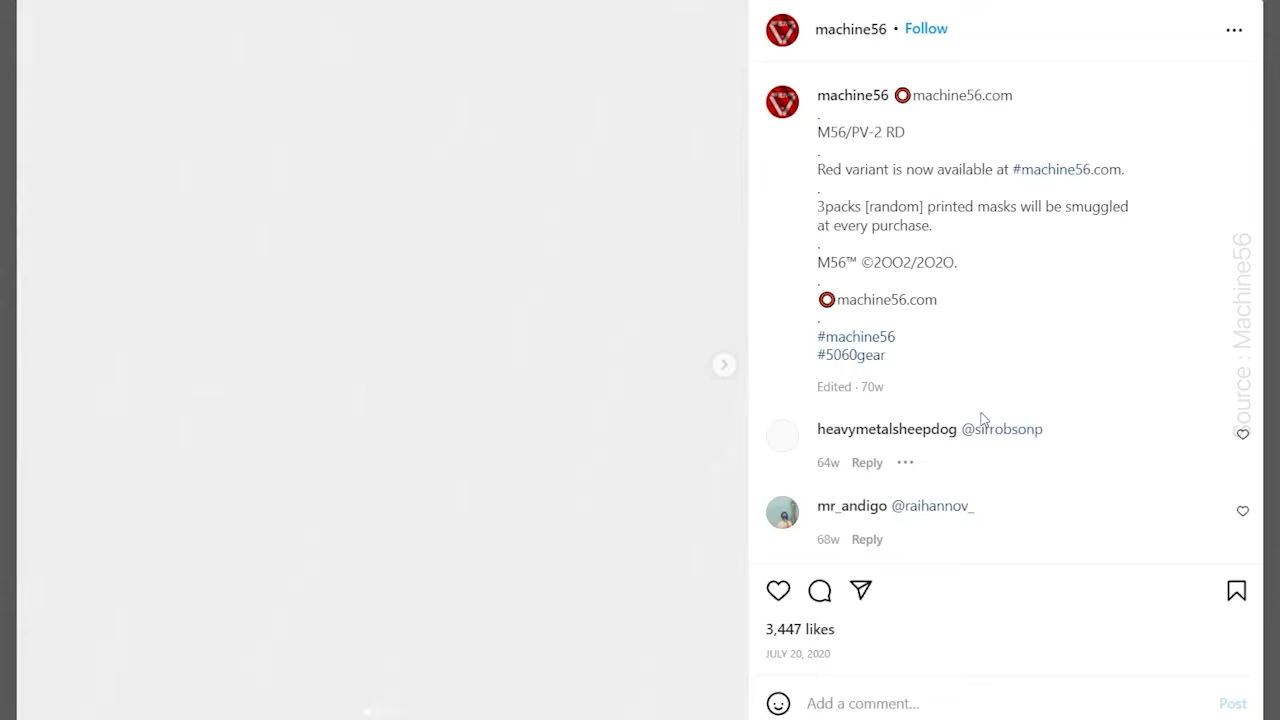 machine56 • Follow
machine56 ⭕machine56.com
.
M56/PV-2 RD
.
Red variant is now available at #machine56.com.
.
3packs [random] printed masks will be smuggled
at every purchase.
.
M56™ ©2OO2/2O2O.
.
⭕machine56.com
.
#machine56
#5060gear
Edited · 70w
heavymetalsheepdog @sirrobsonp
64w Reply
mr_andigo @raihannov_
68w Reply
3,447 likes
JULY 20, 2020
Add a comment... Post
Source : Machine56